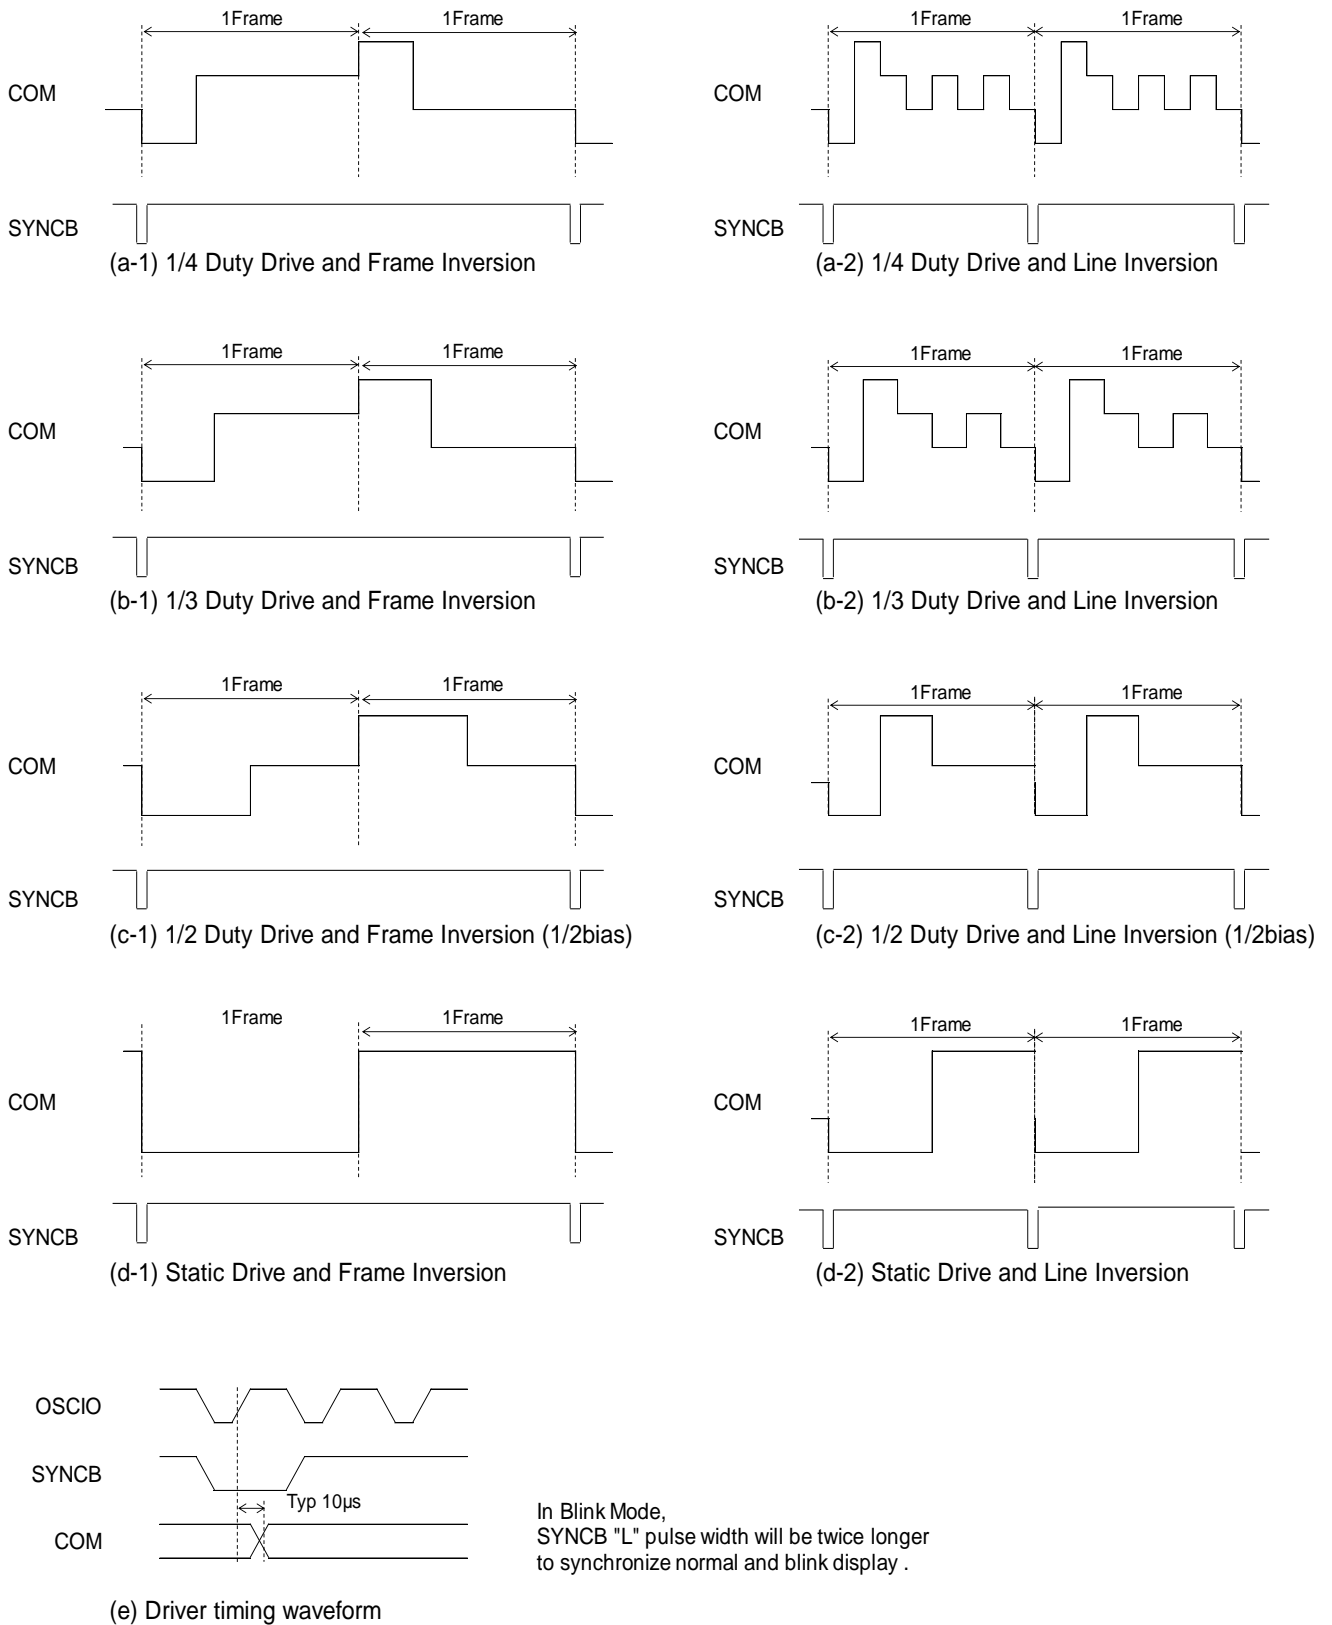 1Frame 1Frame
COM
SYNCB
(a-1) 1/4 Duty Drive and Frame Inversion
1Frame 1Frame
COM
SYNCB
(a-2) 1/4 Duty Drive and Line Inversion
1Frame 1Frame
COM
SYNCB
(b-1) 1/3 Duty Drive and Frame Inversion
1Frame 1Frame
COM
SYNCB
(b-2) 1/3 Duty Drive and Line Inversion
1Frame 1Frame
COM
SYNCB
(c-1) 1/2 Duty Drive and Frame Inversion (1/2bias)
1Frame 1Frame
COM
SYNCB
(c-2) 1/2 Duty Drive and Line Inversion (1/2bias)
1Frame 1Frame
COM
SYNCB
(d-1) Static Drive and Frame Inversion
1Frame 1Frame
COM
SYNCB
(d-2) Static Drive and Line Inversion
OSCIO
SYNCB
Typ 10μs
COM
In Blink Mode,
SYNCB "L" pulse width will be twice longer
to synchronize normal and blink display .
(e) Driver timing waveform